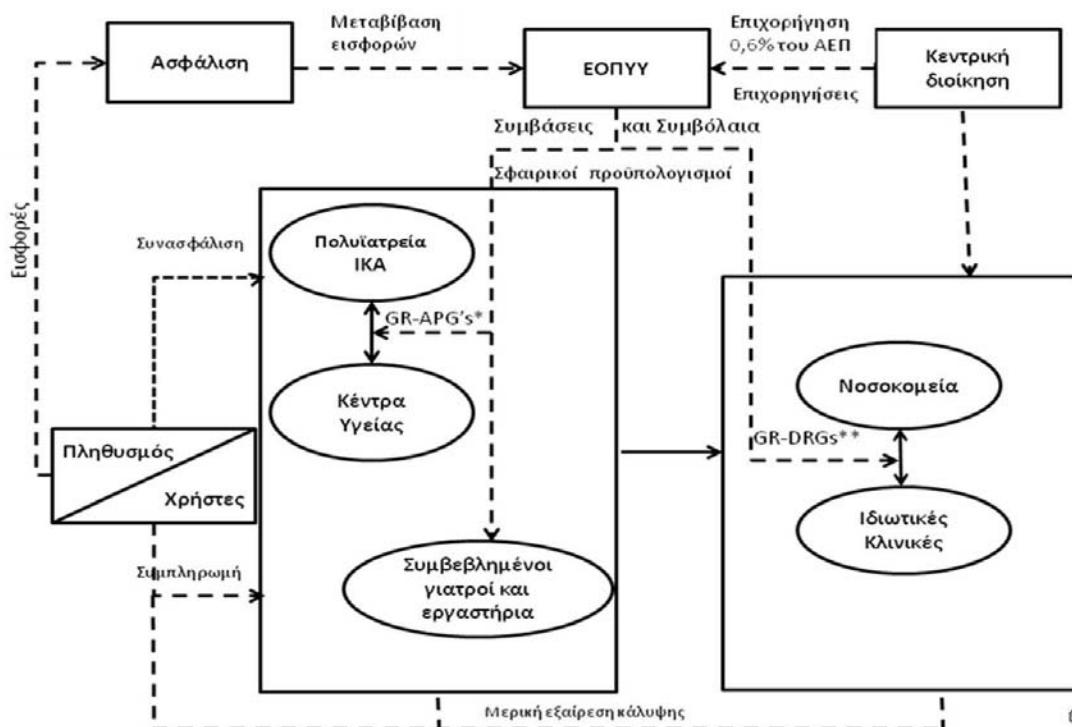 Μεταβίβαση
εισφορών
Επιχορήγηση
0,6% του ΑΕΠ
Ασφάλιση
ΕΟΠΥΥ
Κεντρική
διοίκηση
Επιχορηγήσεις
Συμβάσεις και Συμβόλαια
Σφαιρικοί προϋπολογισμοί
Εισφορές
Συνασφάλιση
Πολυϊατρεία
ΙΚΑ
GR-APG's*
Κέντρα
Υγείας
Νοσοκομεία
GR-DRGs**
Πληθυσμός
Χρήστες
Ιδιωτικές
Κλινικές
Συμπληρωμή
Συμβεβλημένοι
γιατροί και
εργαστήρια
Μερική εξαίρεση κάλυψης